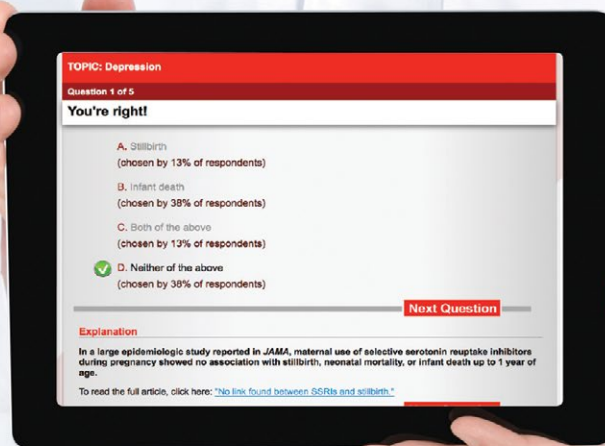 TOPIC: Depression
Question 1 of 5
You're right!
A. Stillbirth
(chosen by 13% of respondents)
B. Infant death
(chosen by 38% of respondents)
C. Both of the above
(chosen by 13% of respondents)
D. Neither of the above
(chosen by 38% of respondents)
Next Question
Explanation
In a large epidemiologic study reported in JAMA, maternal use of selective serotonin reuptake inhibitors
during pregnancy showed no association with stillbirth, neonatal mortality, or infant death up to 1 year of
age.
To read the full article, click here: "No link found between SSRIs and stillbirth."